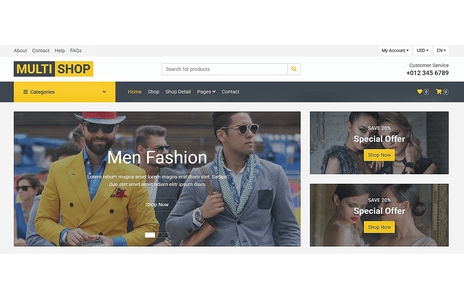 About Contact Help FAQs
My Account USD EN
MULTI SHOP
Search for products
Customer Service
+012 345 6789
Categories
Home Shop Shop Detail Pages Contact
0 0
Men Fashion
Lorem rebum magna amet lorem magna erat diam stet. Sadips
duo stet amet amet ndiam elitr ipsum diam
Shop Now
SAVE 20%
Special Offer
Shop Now
SAVE 20%
Special Offer
Shop Now